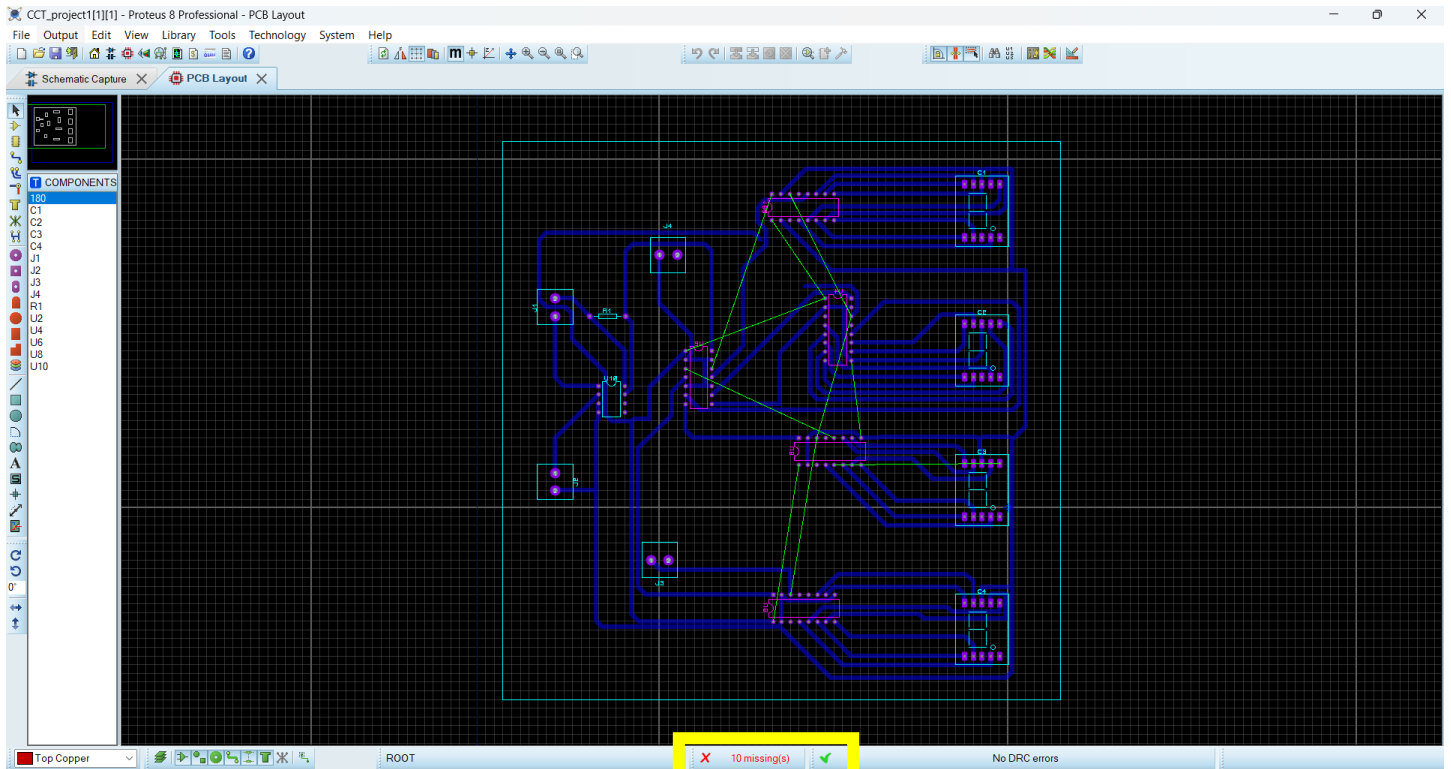 CCT_project1[1][1] - Proteus 8 Professional - PCB Layout
File Output Edit View Library Tools Technology System Help
Schematic Capture PCB Layout
T COMPONENTS
180
C1
C2
C3
C4
J1
J2
J3
J4
R1
U2
U4
U6
U8
U10
C1
J4
J1
R1
C2
U10
C3
J3
C4
0°
Top Copper
ROOT
10 missing(s)
No DRC errors